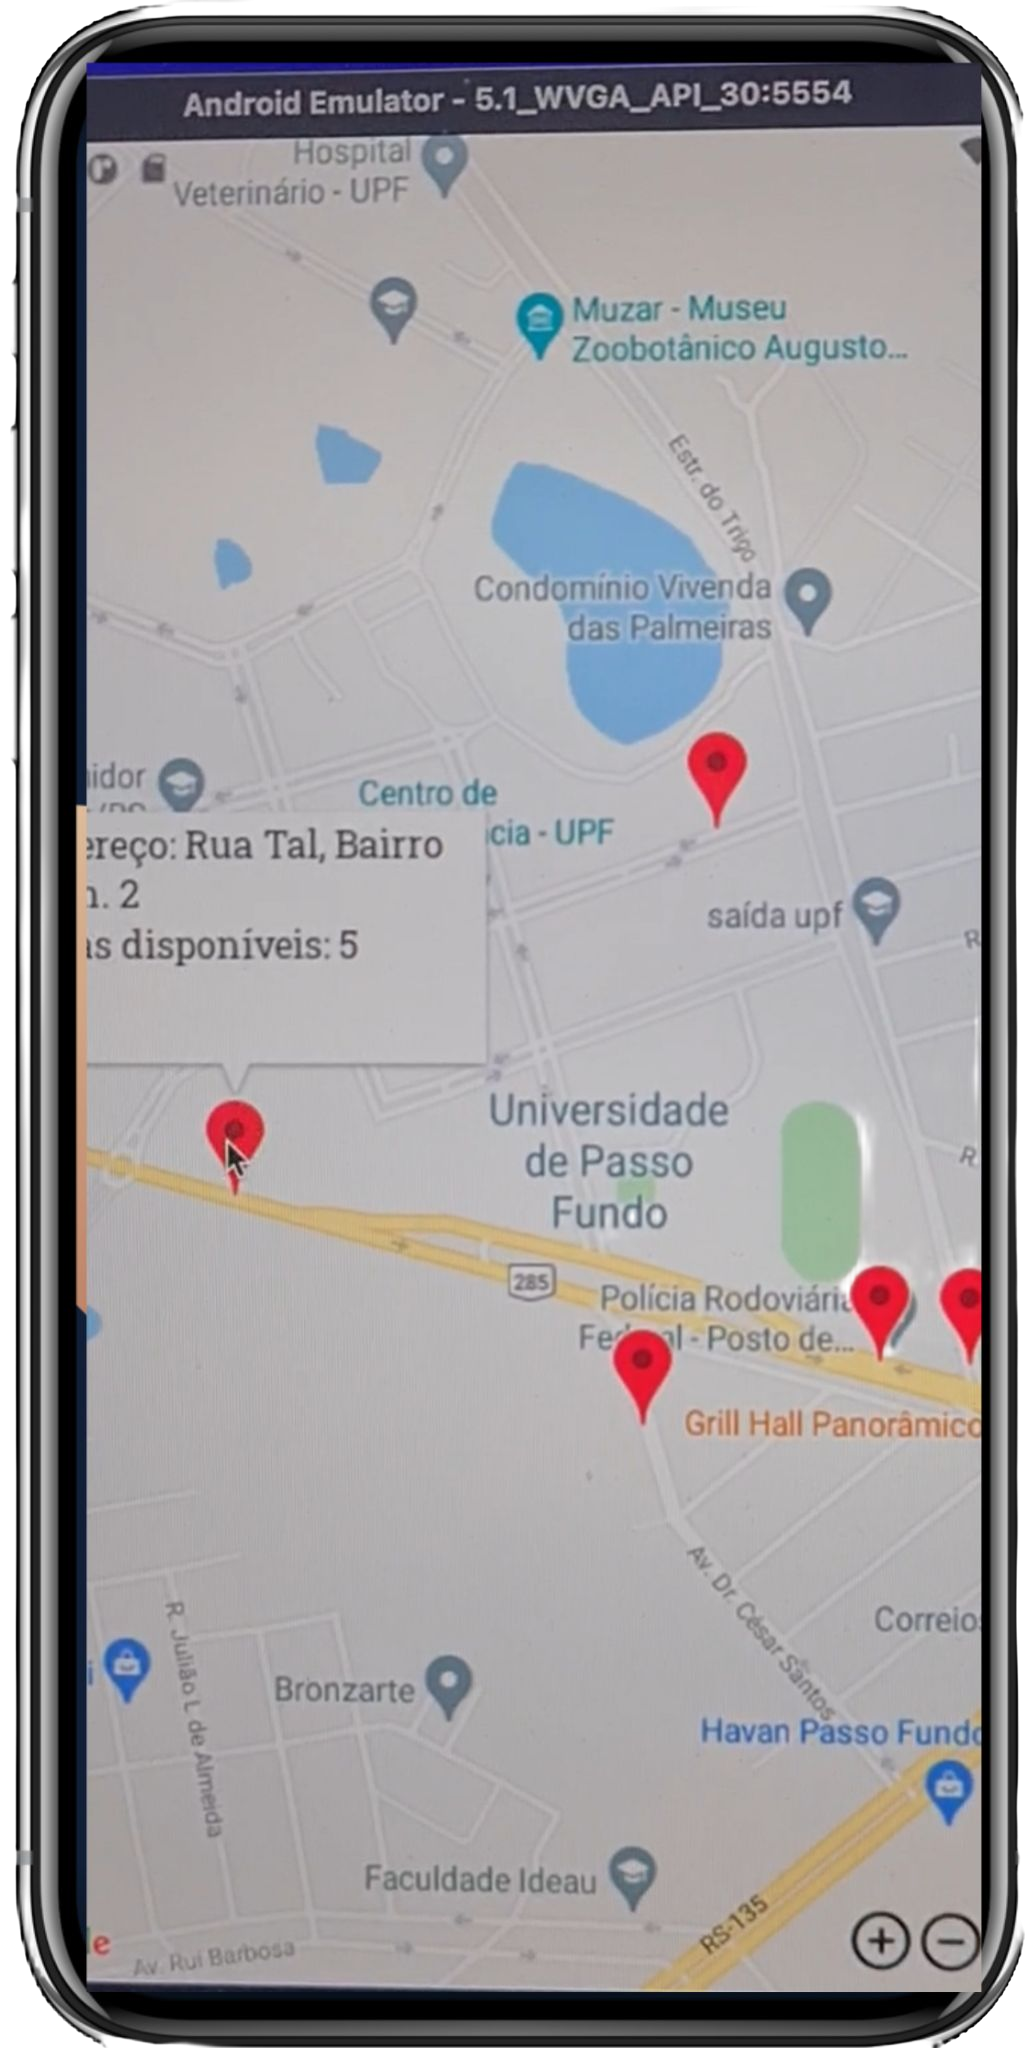 Android Emulator - 5.1_WVGA_API_30:5554
Hospital
Veterinário - UPF
Muzar - Museu
Zoobotânico Augusto...
Estr. do Trigo
Condomínio Vivenda
das Palmeiras
idor
Centro de
cia - UPF
ereço: Rua Tal, Bairro
n. 2
as disponíveis: 5
saída upf
R
Universidade
de Passo
Fundo
R
285
Polícia Rodoviária
Fe al - Posto de...
Grill Hall Panorâmico
Av. Dr. César Santos
Correios
R. Julião L de Almeida
Bronzarte
Havan Passo Fundo
Faculdade Ideau
RS-135
e
Av. Rui Barbosa